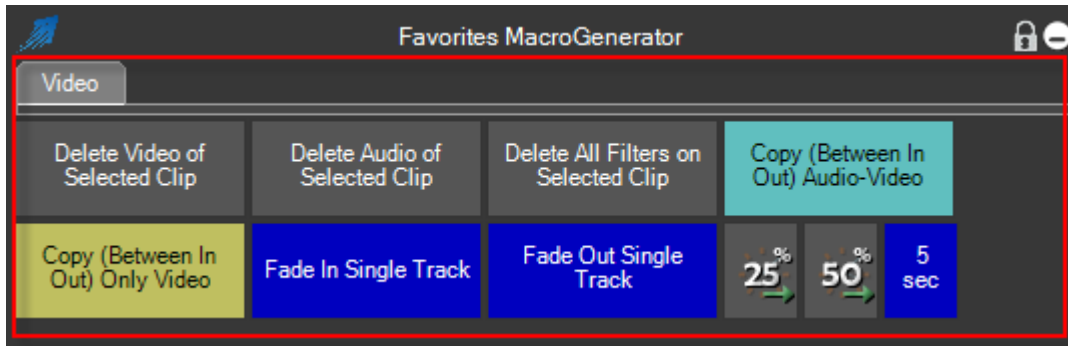 Favorites MacroGenerator
Video
Delete Video of
Selected Clip
Delete Audio of
Selected Clip
Delete All Filters on
Selected Clip
Copy (Between In
Out) Audio-Video
Copy (Between In
Out) Only Video
Fade In Single Track
Fade Out Single
Track
25%
50%
5
sec